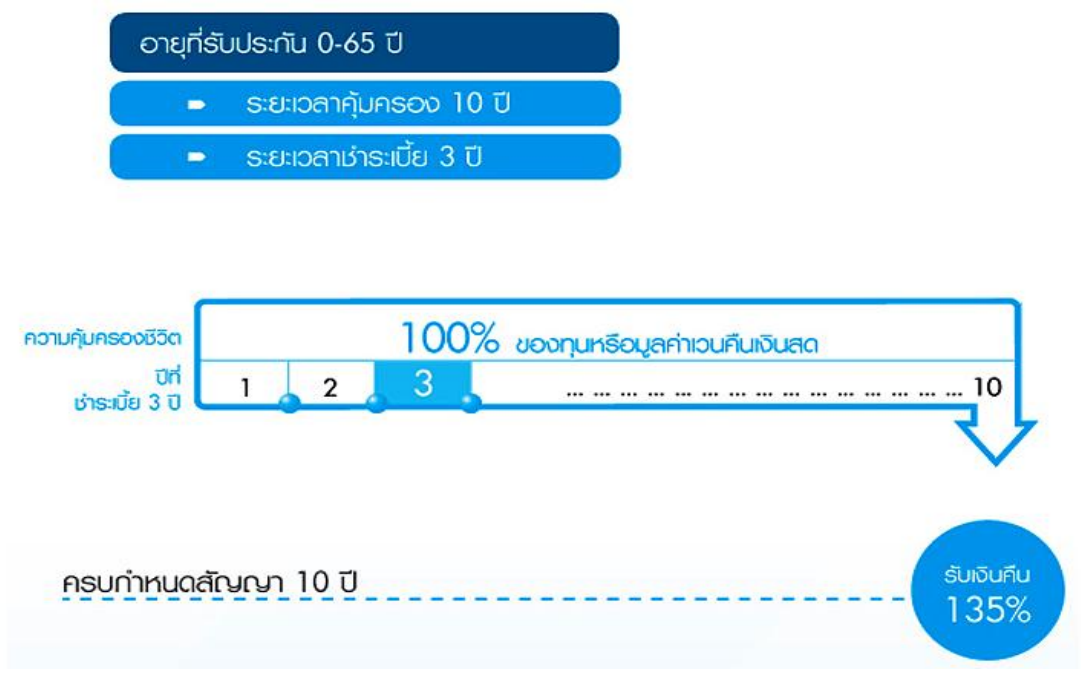 อายุที่รับประกัน 0-65 ปี
ระยะเวลาคุ้มครอง 10 ปี
ระยะเวลาชำระเบี้ย 3 ปี
ความคุ้มครองชีวิต
100% ของทุนหรือมูลค่าเวนคืนเงินสด
ปีที่
ชำระเบี้ย 3 ปี
1 2 3 ... ... ... ... ... ... ... ... ... ... ... ... ... ... ... 10
ครบกำหนดสัญญา 10 ปี
รับเงินคืน
135%